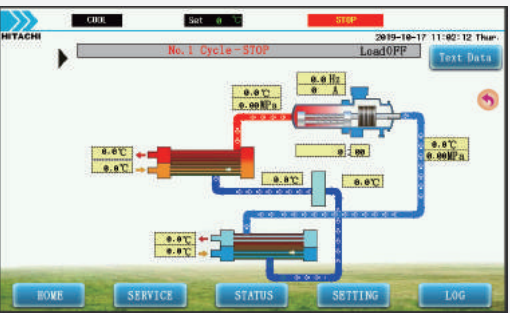 COOL
Set 0 ℃
STOP
HITACHI
2019-10-17 11:02:12 Thur.
No.1 Cycle-STOP
LoadOFF
Text Data
0.0 Hz
0 A
0.0℃
0.00MPa
0:00
0.0℃
0.00MPa
0.0℃
0.0℃
0.0℃
0.0℃
0.0℃
0.0℃
HOME
SERVICE
STATUS
SETTING
LOG